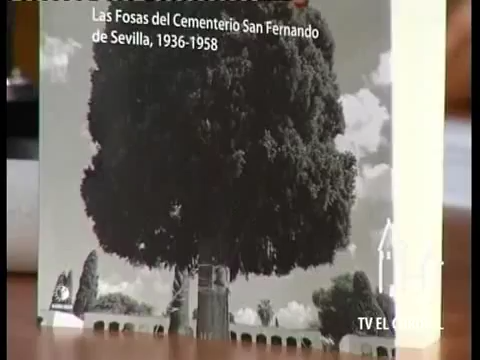 Las Fosas del Cementerio San Fernando
de Sevilla, 1936-1958
TV EL